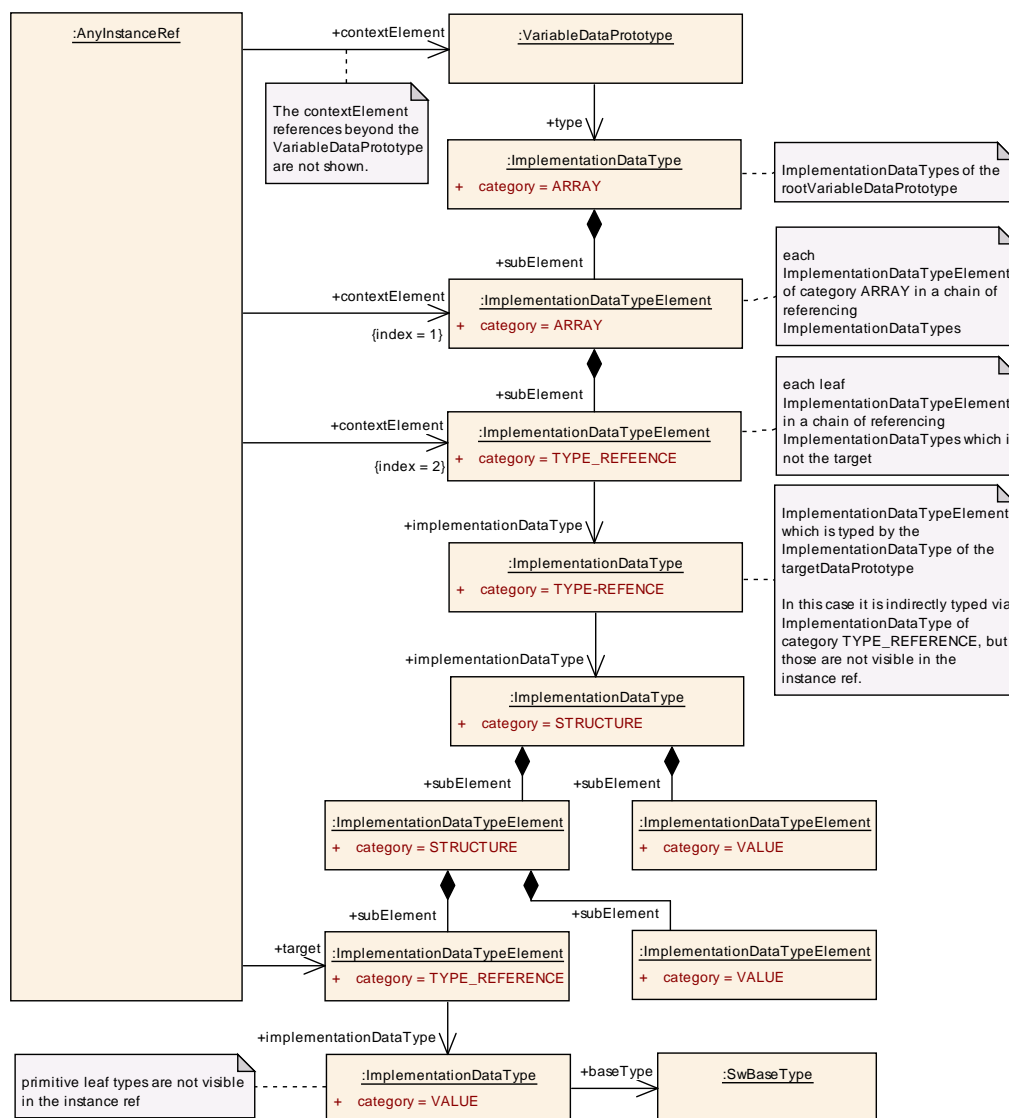 :AnyInstanceRef
+contextElement
:VariableDataPrototype
The contextElement
references beyond the
VariableDataPrototype
are not shown.
+type
:ImplementationDataType
+ category = ARRAY
ImplementationDataTypes of the
rootVariableDataPrototype
+subElement
+contextElement
{index = 1}
:ImplementationDataTypeElement
+ category = ARRAY
each
ImplementationDataTypeElement
of category ARRAY in a chain of
referencing
ImplementationDataTypes
+subElement
+contextElement
{index = 2}
:ImplementationDataTypeElement
+ category = TYPE_REFEENCE
each leaf
ImplementationDataTypeElement
in a chain of referencing
ImplementationDataTypes which i
not the target
+implementationDataType
:ImplementationDataType
+ category = TYPE-REFENCE
ImplementationDataTypeElement
which is typed by the
ImplementationDataType of the
targetDataPrototype
In this case it is indirectly typed via
ImplementationDataType of
category TYPE_REFERENCE, but
those are not visible in the
instance ref.
+implementationDataType
:ImplementationDataType
+ category = STRUCTURE
+subElement
+subElement
:ImplementationDataTypeElement
+ category = STRUCTURE
:ImplementationDataTypeElement
+ category = VALUE
+subElement
+subElement
+target
:ImplementationDataTypeElement
+ category = TYPE_REFERENCE
:ImplementationDataTypeElement
+ category = VALUE
+implementationDataType
primitive leaf types are not visible
in the instance ref
:ImplementationDataType
+ category = VALUE
+baseType
:SwBaseType